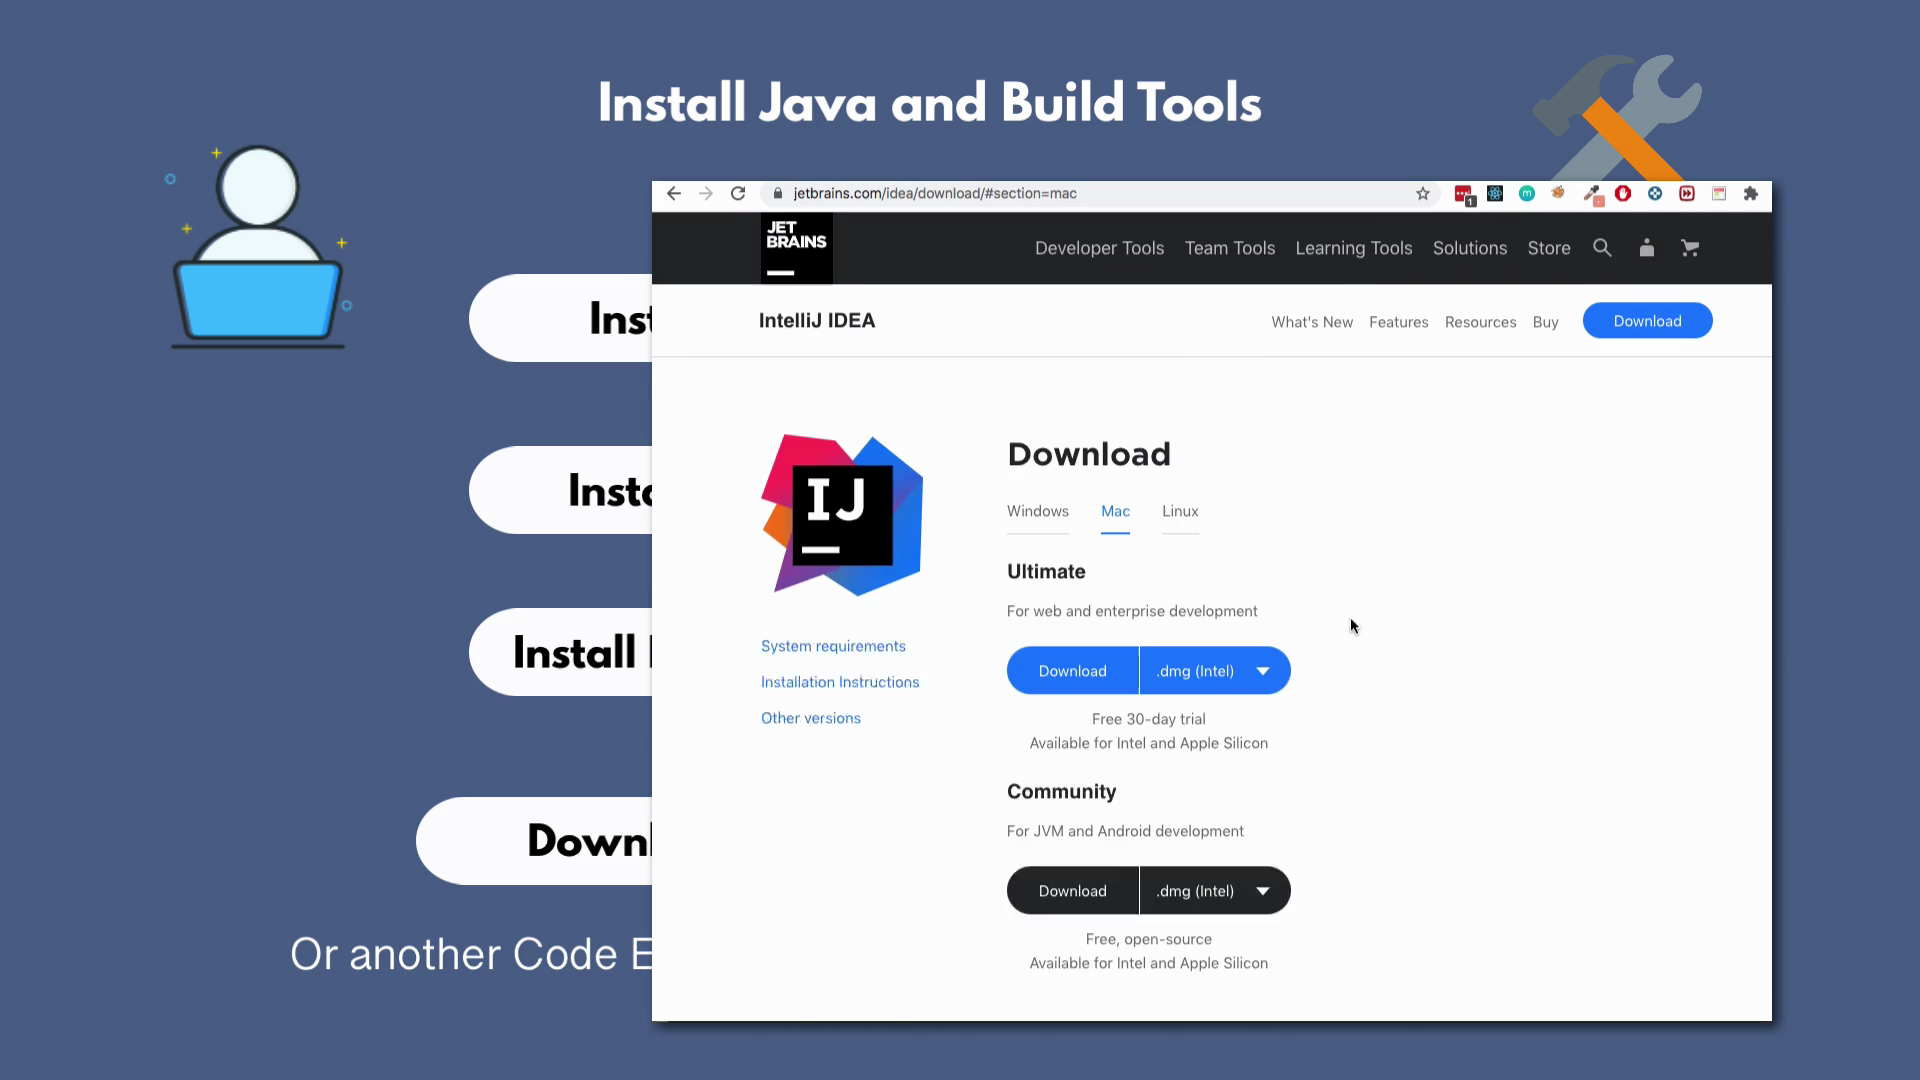 Install Java and Build Tools
Inst
Inst
Install
Down
Or another Code E
jetbrains.com/idea/download/#section=mac
1
m
JET
BRAINS
Developer Tools Team Tools Learning Tools Solutions Store
IntelliJ IDEA
What's New Features Resources Buy Download
IJ
Download
Windows Mac Linux
Ultimate
For web and enterprise development
Download .dmg (Intel)
Free 30-day trial
Available for Intel and Apple Silicon
System requirements
Installation Instructions
Other versions
Community
For JVM and Android development
Download .dmg (Intel)
Free, open-source
Available for Intel and Apple Silicon